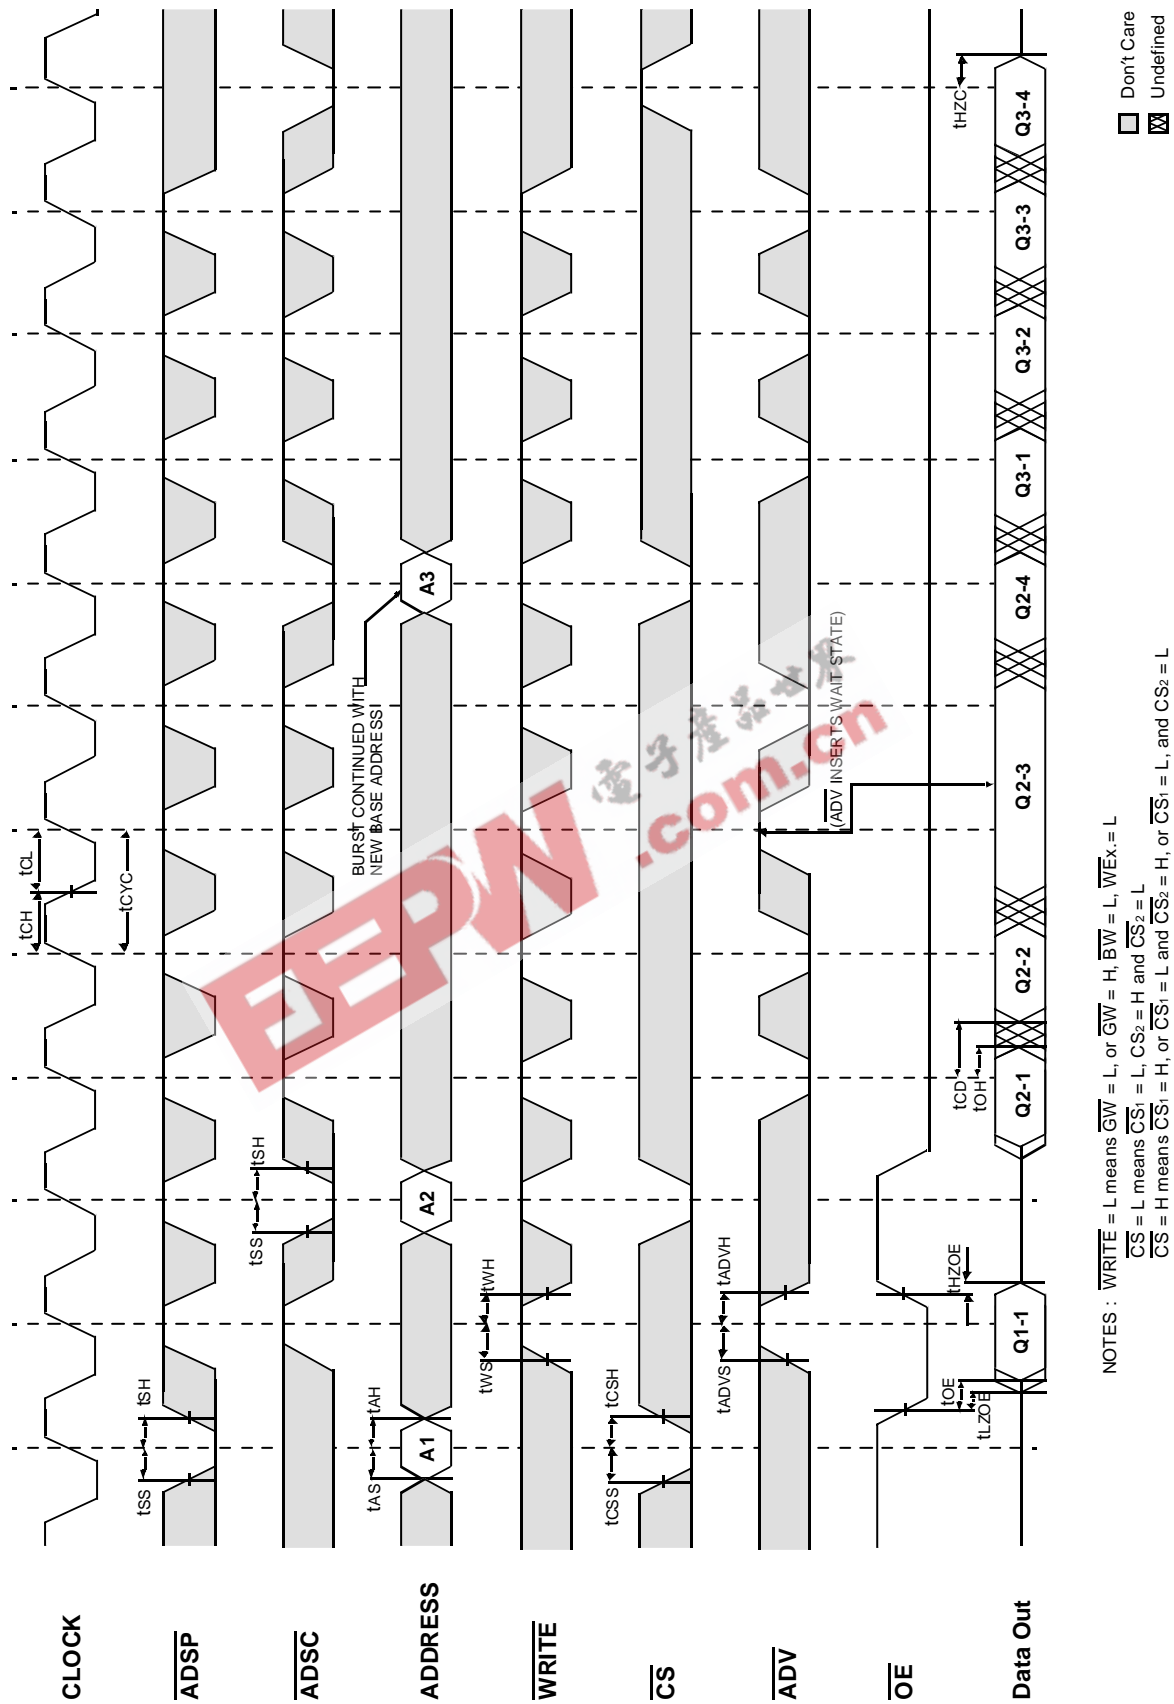 CLOCK
tCH
tCL
tCYC
ADSP
tSS
tSH
ADSC
tSS
tSH
BURST CONTINUED WITH
NEW BASE ADDRESS
ADDRESS
tAS
tAH
A1
A2
A3
WRITE
tWS
tWH
CS
tCSS
tCSH
ADV
tADVS
tADVH
(ADV INSERTS WAIT STATE)
OE
tOE
tLZOE
tHZOE
tCD
tOH
tHZC
Data Out
Q1-1
Q2-1
Q2-2
Q2-3
Q2-4
Q3-1
Q3-2
Q3-3
Q3-4
NOTES : WRITE = L means GW = L, or GW = H, BW = L, WEx. = L
CS = L means CS1 = L, CS2 = H and CS2 = L
CS = H means CS1 = H, or CS1 = L and CS2 = H, or CS1 = L, and CS2 = L
Don't Care
Undefined
EEPW
.com.cn
電子產品世界